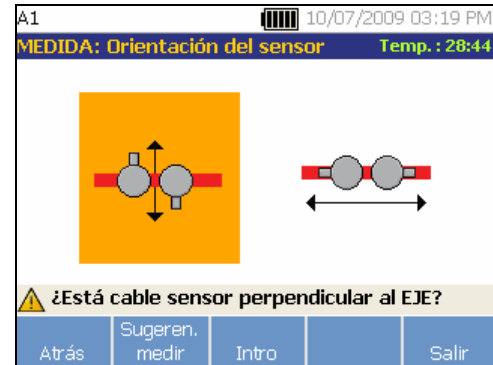 A1 10/07/2009 03:19 PM
MEDIDA: Orientación del sensor Temp. : 28:44
¿Está cable sensor perpendicular al EJE?
Atrás Sugeren. medir Intro Salir